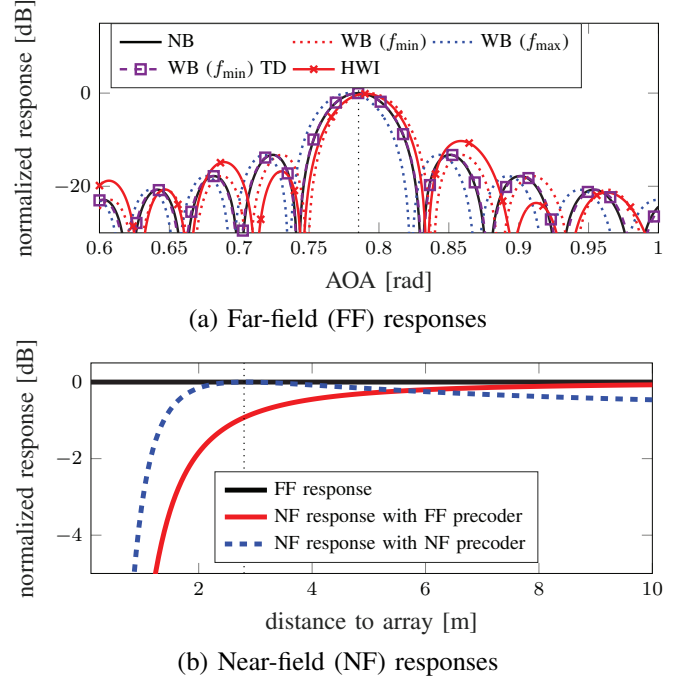 normalized response [dB]
NB
WB (f_min)
WB (f_max)
WB (f_min) TD
HWI
0
−20
0.6
0.65
0.7
0.75
0.8
0.85
0.9
0.95
1
AOA [rad]
(a) Far-field (FF) responses
normalized response [dB]
0
−2
−4
FF response
NF response with FF precoder
NF response with NF precoder
2
4
6
8
10
distance to array [m]
(b) Near-field (NF) responses